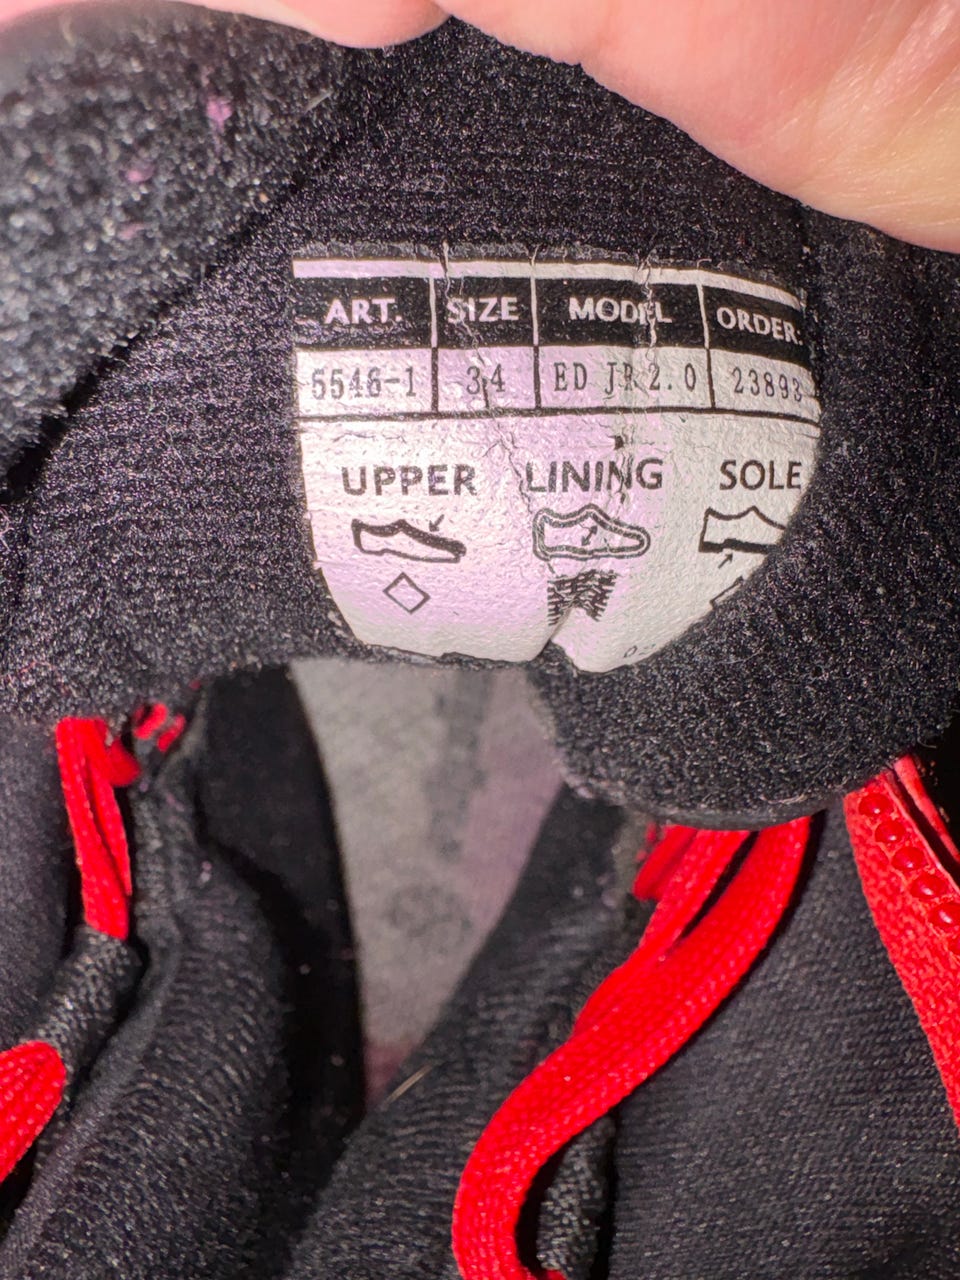 ART. SIZE MODEL ORDER:
5546-1 34 ED JR 2.0 23893
UPPER LINING SOLE